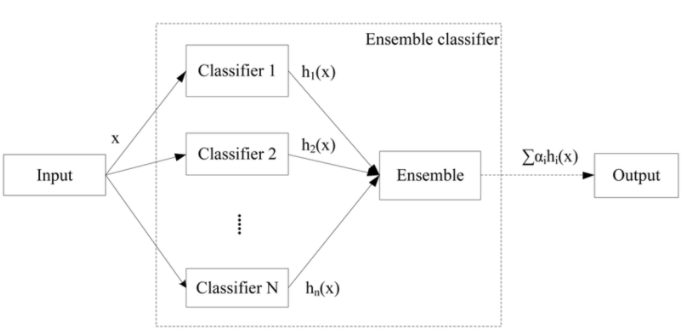 Ensemble classifier
Classifier 1
h₁(x)
x
Classifier 2
h₂(x)
Input
Ensemble
∑αᵢhᵢ(x)
Output
Classifier N
hₙ(x)